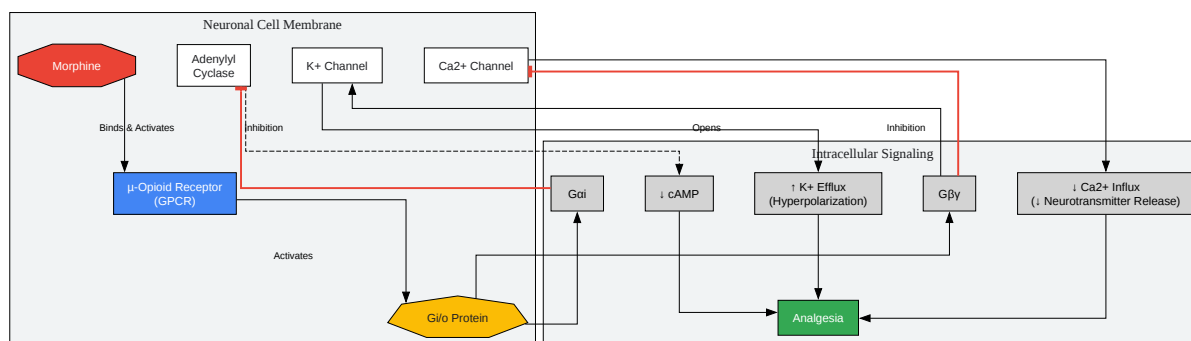 Neuronal Cell Membrane
Morphine
Adenylyl
Cyclase
K+ Channel
Ca2+ Channel
Binds & Activates
Inhibition
Opens
Inhibition
Intracellular Signaling
μ-Opioid Receptor
(GPCR)
Gαi
↓ cAMP
↑ K+ Efflux
(Hyperpolarization)
Gβγ
↓ Ca2+ Influx
(↓ Neurotransmitter Release)
Activates
Gi/o Protein
Analgesia